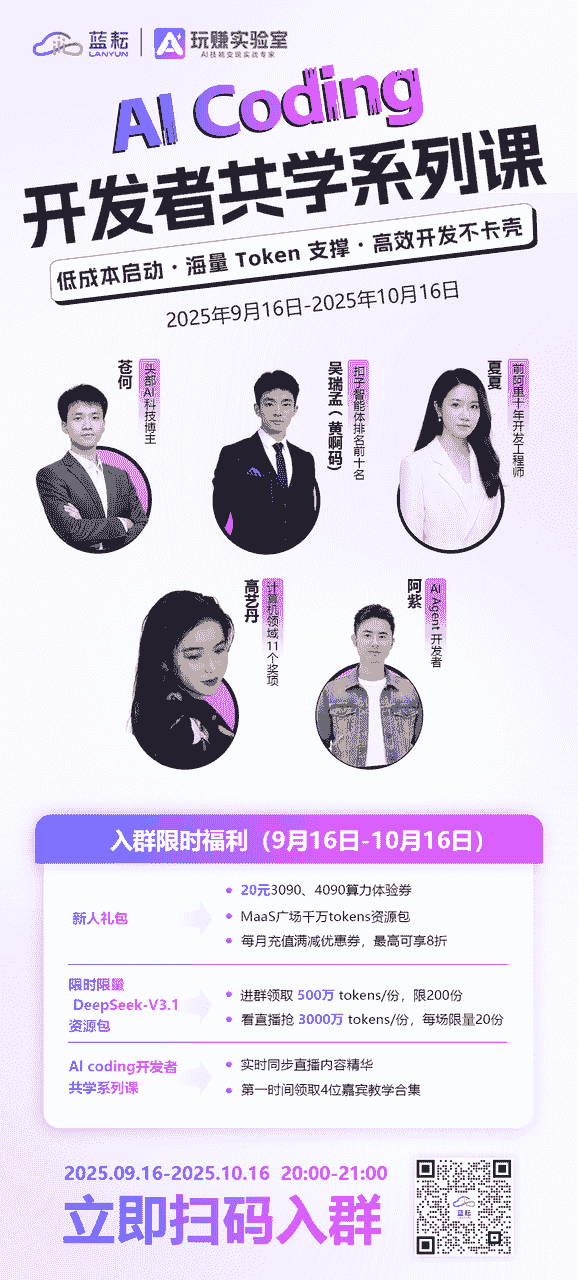 蓝耘
LANYUN
玩赚实验室
AI技能变现实战专家
AI Coding
开发者共学系列课
低成本启动·海量 Token 支撑·高效开发不卡壳
2025年9月16日-2025年10月16日
苍何
头部AI科技博主
吴瑞孟（黄啊码）
扣子智能体排名前十名
夏夏
前阿里十年开发工程师
高艺丹
计算机领域11个奖项
阿紫
AI Agent 开发者
入群限时福利（9月16日-10月16日）
新人礼包
20元3090、4090算力体验券
MaaS广场千万tokens资源包
每月充值满减优惠券，最高可享8折
限时限量
DeepSeek-V3.1
资源包
进群领取 500万 tokens/份，限200份
看直播抢 3000万 tokens/份，每场限量20份
AI coding开发者
共学系列课
实时同步直播内容精华
第一时间领取4位嘉宾教学合集
2025.09.16-2025.10.16 20:00-21:00
立即扫码入群
蓝耘